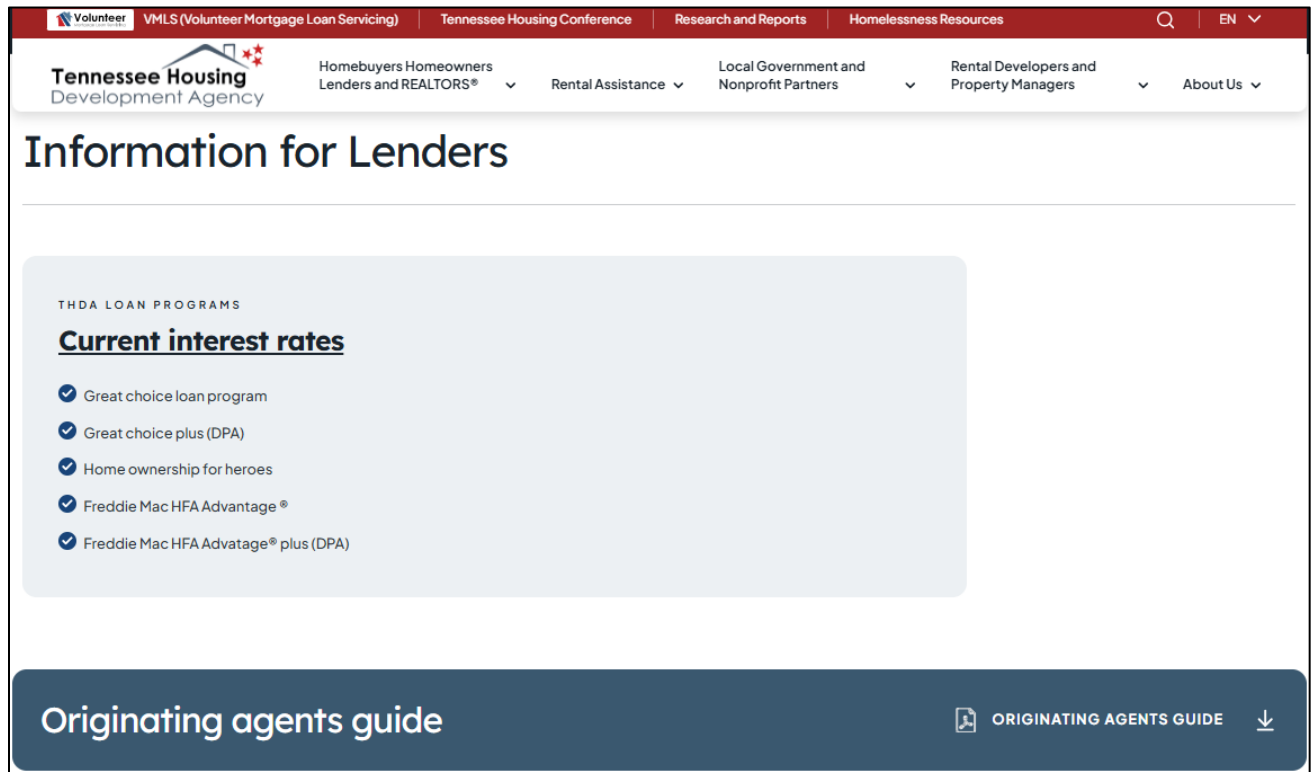 Volunteer VMLS (Volunteer Mortgage Loan Servicing) Tennessee Housing Conference Research and Reports Homelessness Resources EN
Tennessee Housing
Development Agency
Homebuyers Homeowners
Lenders and REALTORS®
Rental Assistance
Local Government and
Nonprofit Partners
Rental Developers and
Property Managers
About Us
Information for Lenders
THDA LOAN PROGRAMS
Current interest rates
Great choice loan program
Great choice plus (DPA)
Home ownership for heroes
Freddie Mac HFA Advantage ®
Freddie Mac HFA Advatage® plus (DPA)
Originating agents guide
ORIGINATING AGENTS GUIDE